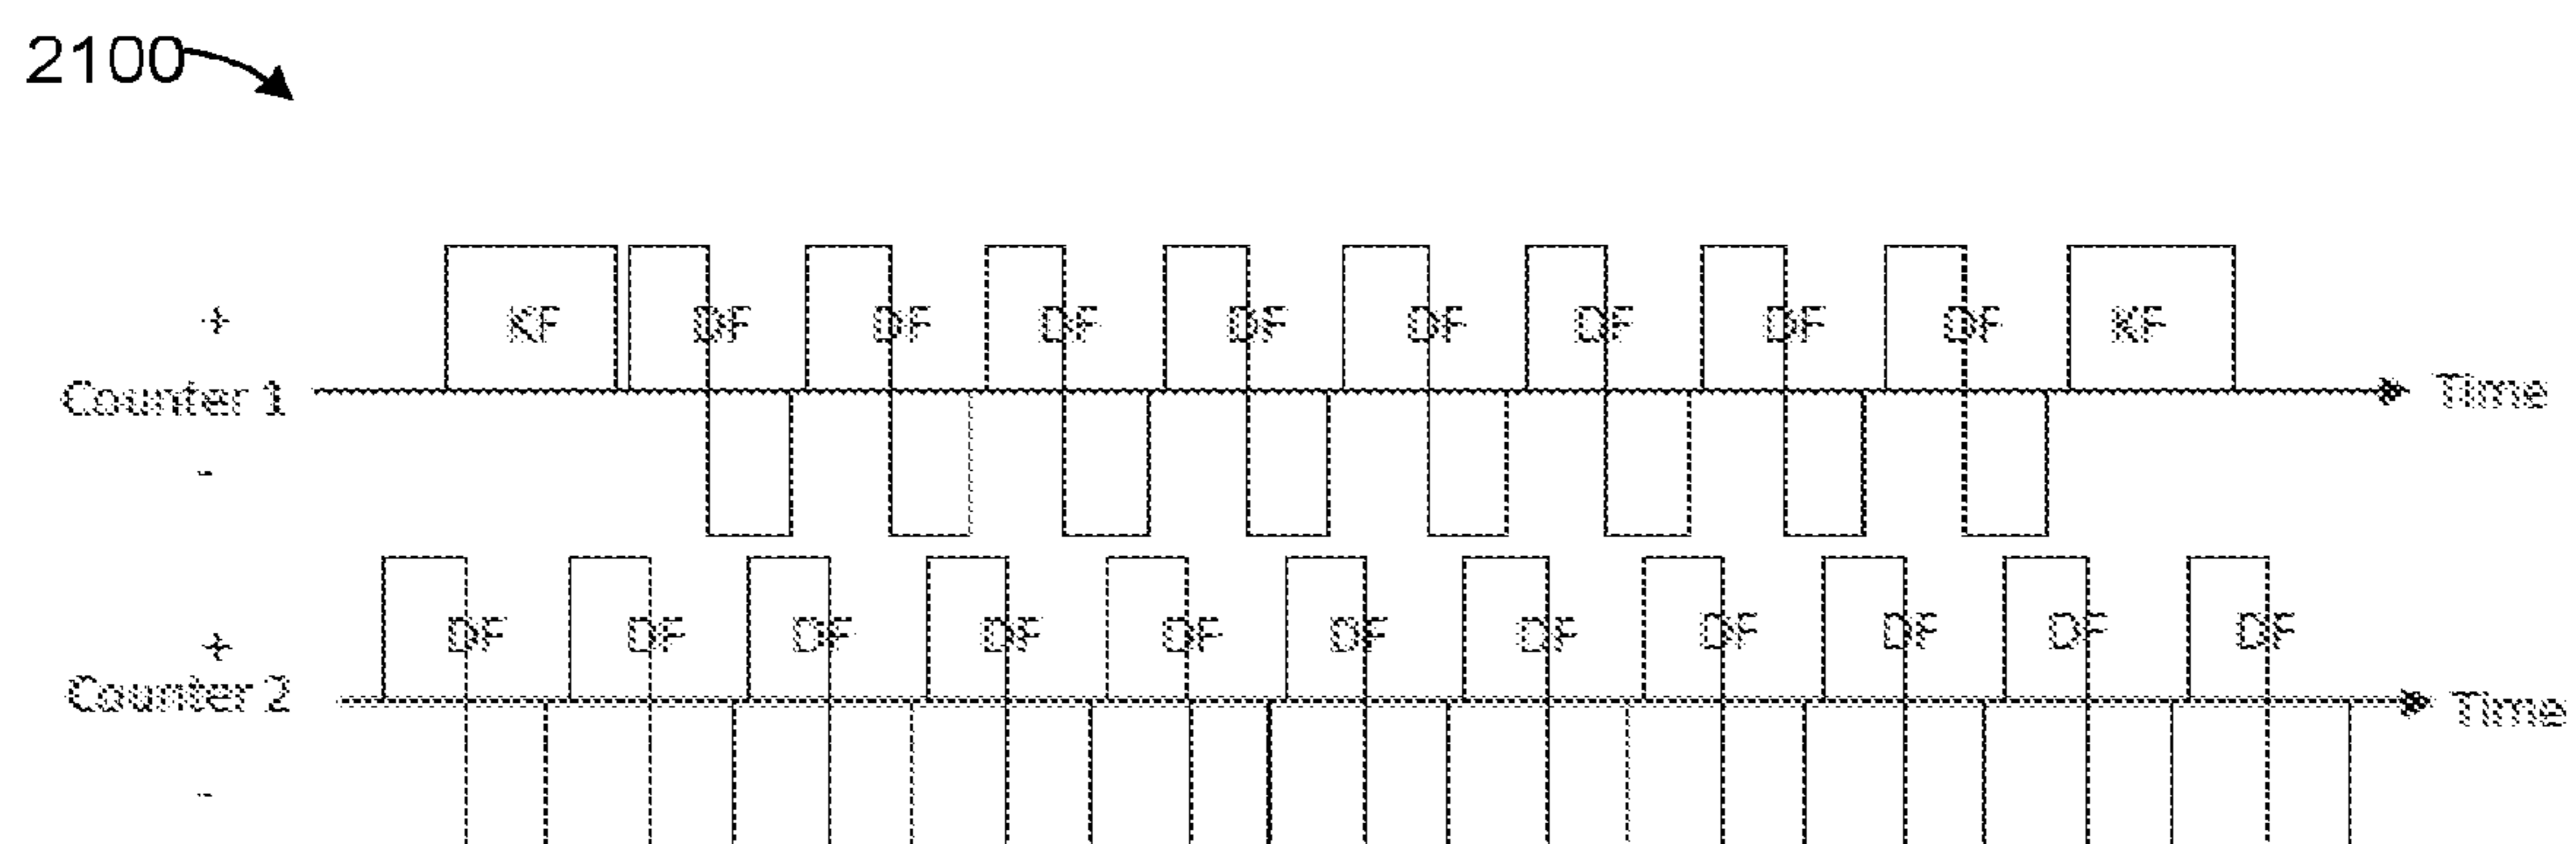 2100
+ KF DF DF DF DF DF DF DF DF KF
Counter 1 Time
-
DF DF DF DF DF DF DF DF DF DF DF
+
Counter 2 Time
-